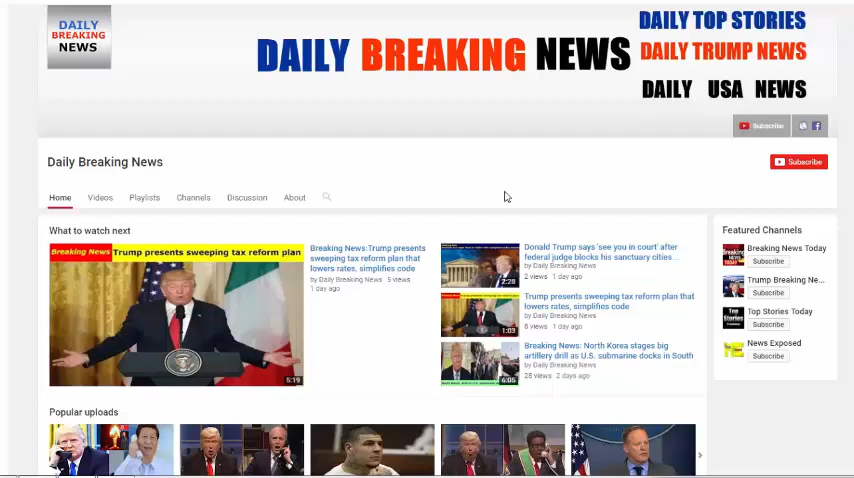 DAILY
BREAKING
NEWS
DAILY BREAKING NEWS
DAILY TOP STORIES
DAILY TRUMP NEWS
DAILY USA NEWS
Subscribe
Daily Breaking News
Subscribe
Home Videos Playlists Channels Discussion About
What to watch next
Breaking News Trump presents sweeping tax reform plan
5:19
Breaking News:Trump presents
sweeping tax reform plan that
lowers rates, simplifies code
by Daily Breaking News 5 views
1 day ago
2:28
Donald Trump says 'see you in court' after
federal judge blocks his sanctuary cities...
by Daily Breaking News
2 views 1 day ago
1:03
Trump presents sweeping tax reform plan that
lowers rates, simplifies code
by Daily Breaking News
6 views 1 day ago
6:05
Breaking News: North Korea stages big
artillery drill as U.S. submarine docks in South
by Daily Breaking News
28 views 2 days ago
Featured Channels
Breaking News Today
Subscribe
Trump Breaking Ne...
Subscribe
Top Stories Today
Subscribe
News Exposed
Subscribe
Popular uploads